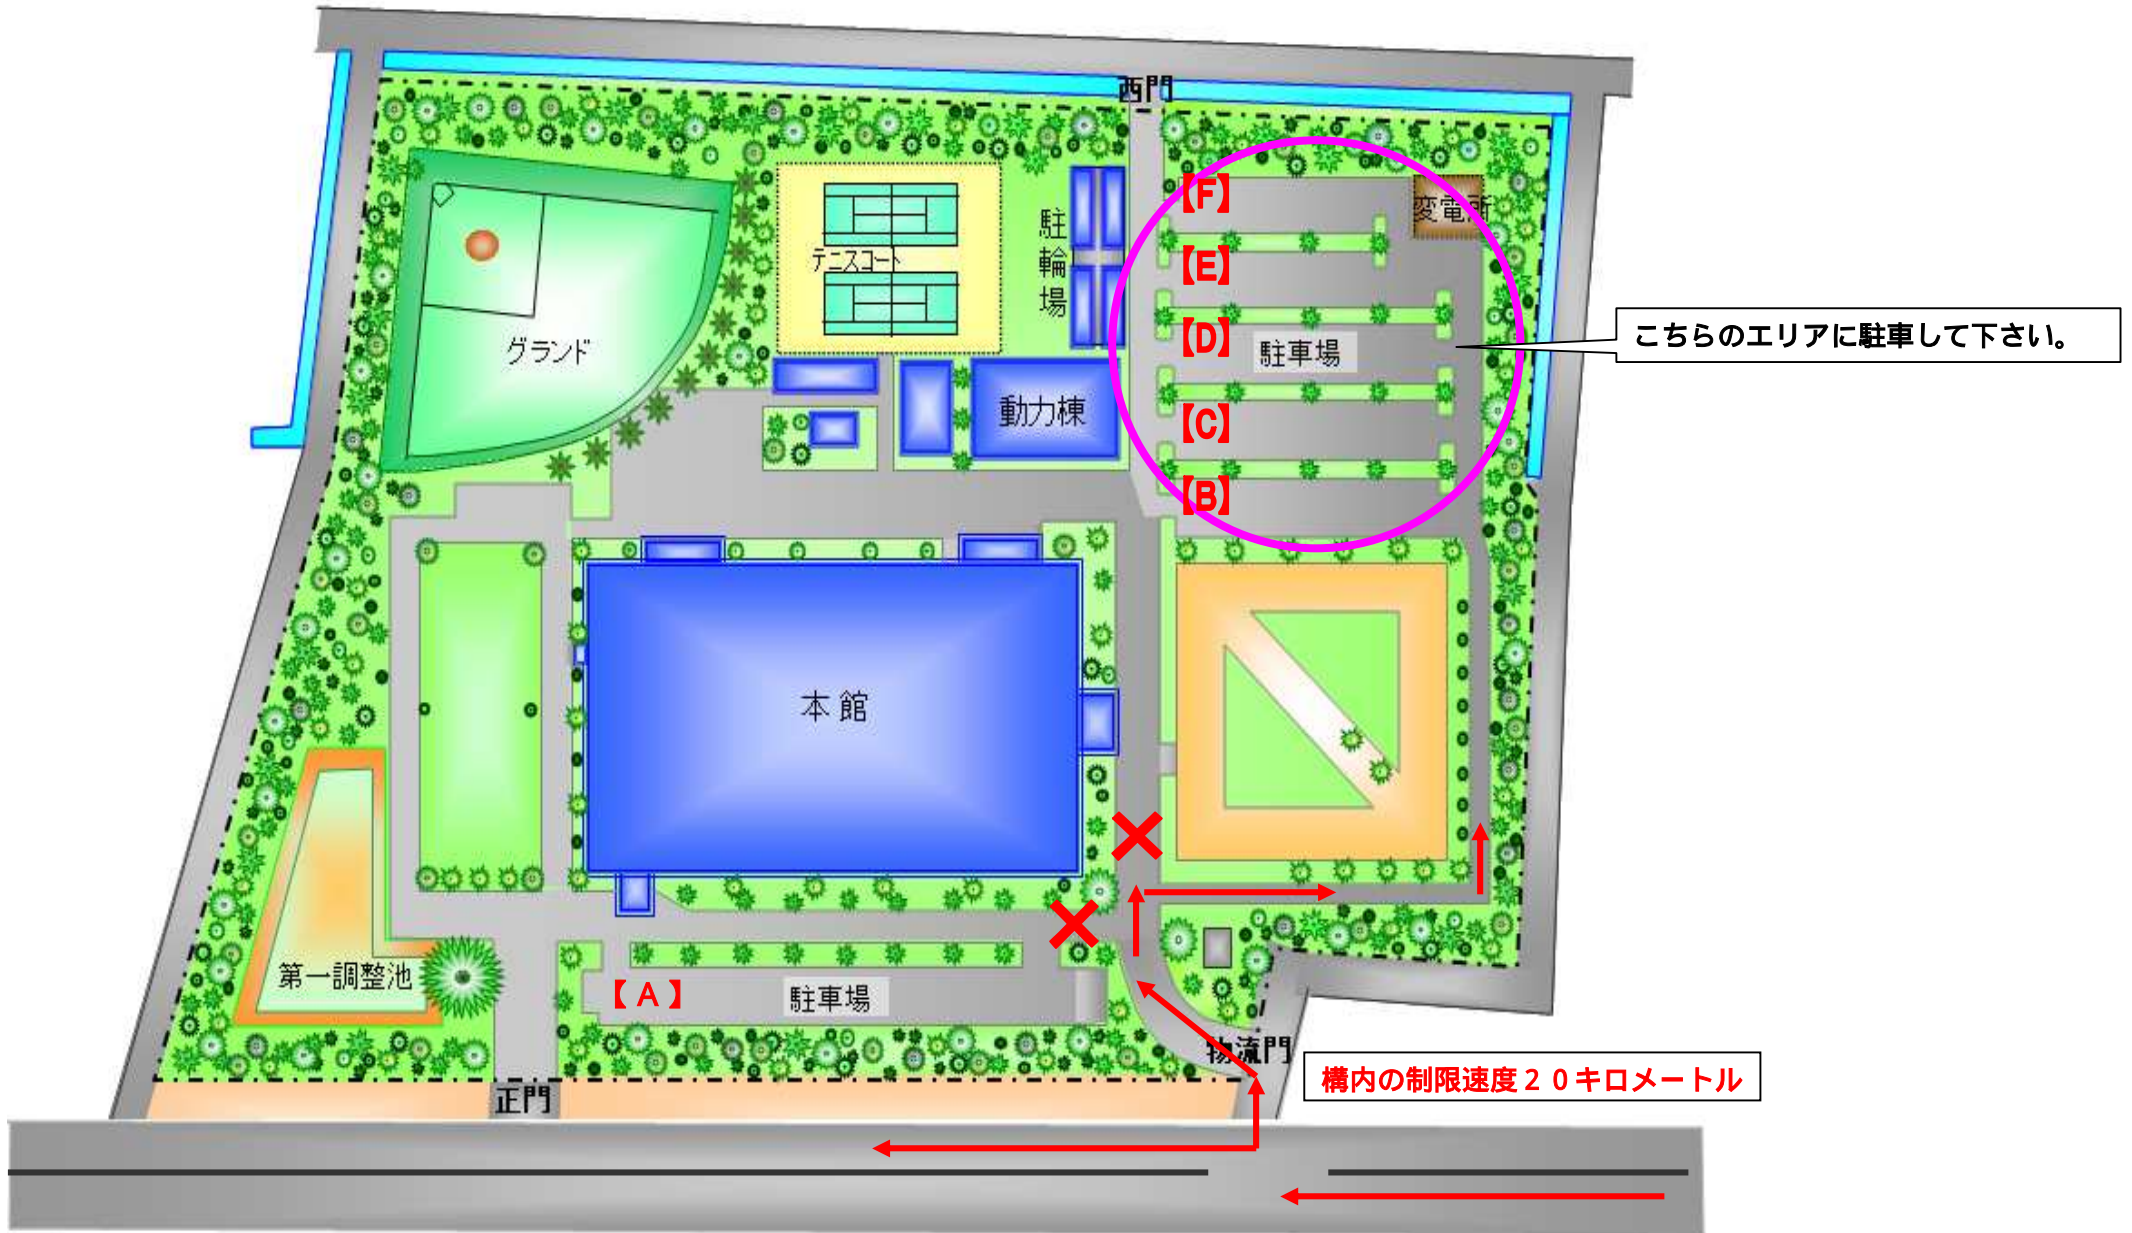 西門
【F】
変電所
駐輪場
テニスコート
【E】
こちらのエリアに駐車して下さい。
【D】
駐車場
グランド
動力棟
【C】
【B】
本館
第一調整池
【A】
駐車場
物流門
構内の制限速度２０キロメートル
正門